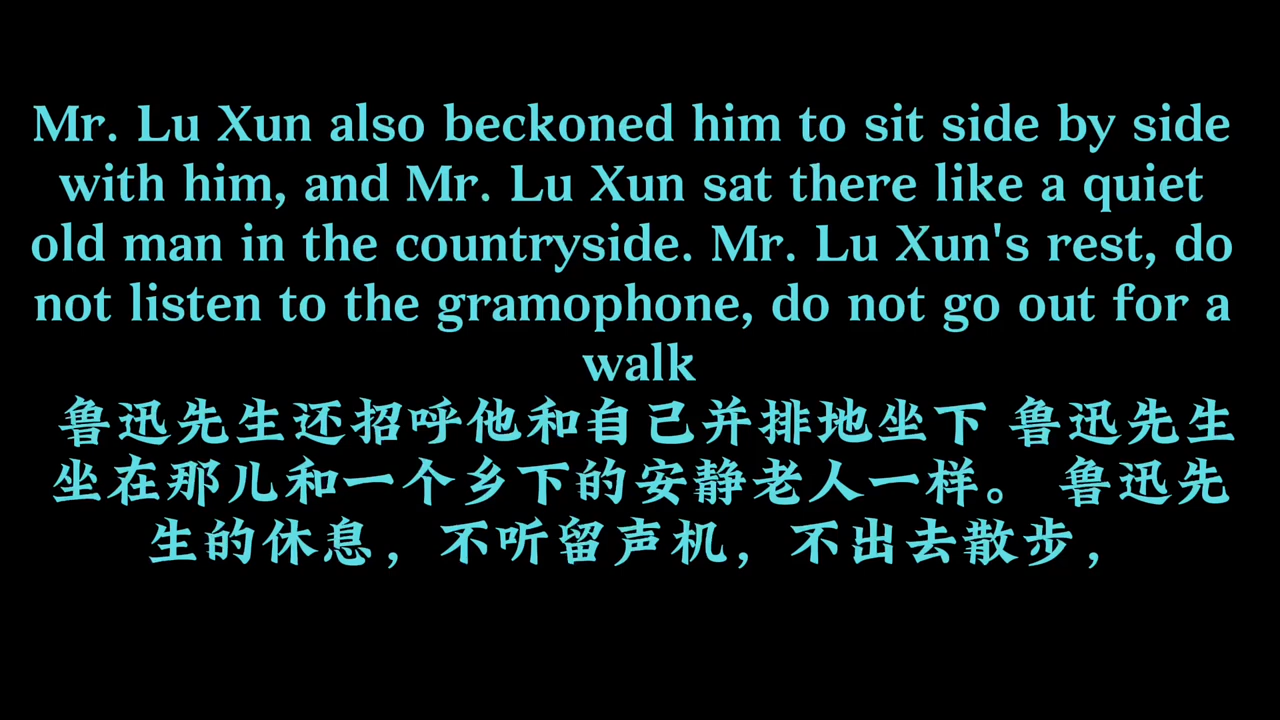 Mr. Lu Xun also beckoned him to sit side by side
with him, and Mr. Lu Xun sat there like a quiet
old man in the countryside. Mr. Lu Xun's rest, do
not listen to the gramophone, do not go out for a
walk
鲁迅先生还招呼他和自己并排地坐下 鲁迅先生
坐在那儿和一个乡下的安静老人一样。 鲁迅先
生的休息，不听留声机，不出去散步，